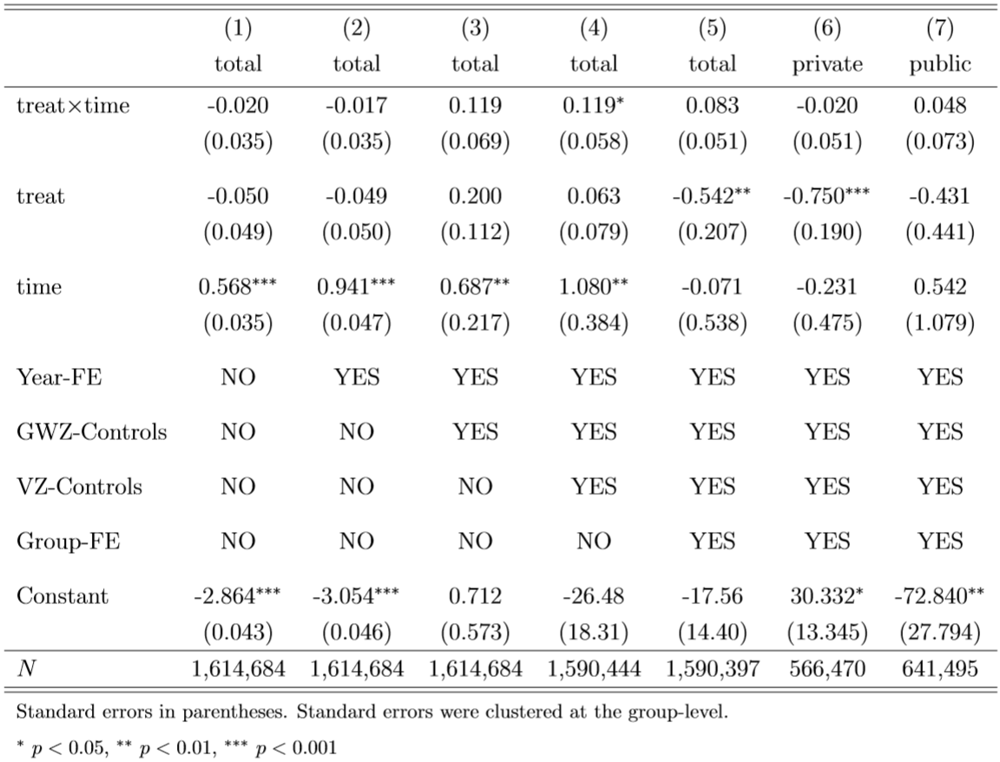 (1) (2) (3) (4) (5) (6) (7)
total total total total total private public
treat×time -0.020 -0.017 0.119 0.119* 0.083 -0.020 0.048
(0.035) (0.035) (0.069) (0.058) (0.051) (0.051) (0.073)
treat -0.050 -0.049 0.200 0.063 -0.542** -0.750*** -0.431
(0.049) (0.050) (0.112) (0.079) (0.207) (0.190) (0.441)
time 0.568*** 0.941*** 0.687** 1.080** -0.071 -0.231 0.542
(0.035) (0.047) (0.217) (0.384) (0.538) (0.475) (1.079)
Year-FE NO YES YES YES YES YES YES
GWZ-Controls NO NO YES YES YES YES YES
VZ-Controls NO NO NO YES YES YES YES
Group-FE NO NO NO NO YES YES YES
Constant -2.864*** -3.054*** 0.712 -26.48 -17.56 30.332* -72.840**
(0.043) (0.046) (0.573) (18.31) (14.40) (13.345) (27.794)
N 1,614,684 1,614,684 1,614,684 1,590,444 1,590,397 566,470 641,495
Standard errors in parentheses. Standard errors were clustered at the group-level.
* p < 0.05, ** p < 0.01, *** p < 0.001